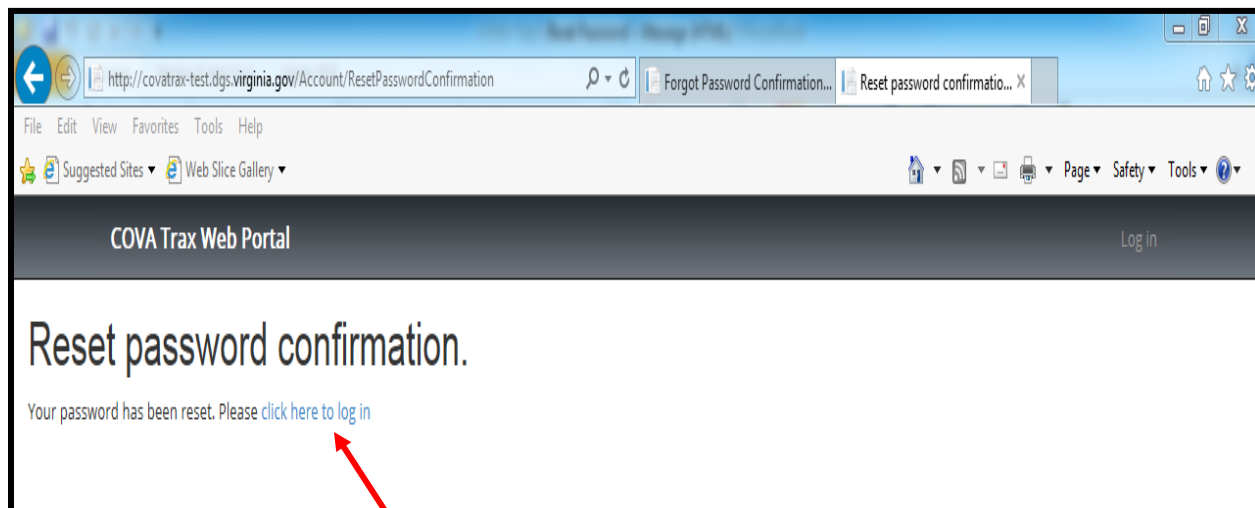 http://covatrax-test.dgs.virginia.gov/Account/ResetPasswordConfirmation
Forgot Password Confirmation...
Reset password confirmatio...
File Edit View Favorites Tools Help
Suggested Sites Web Slice Gallery
Page Safety Tools
COVA Trax Web Portal
Log in
Reset password confirmation.
Your password has been reset. Please click here to log in